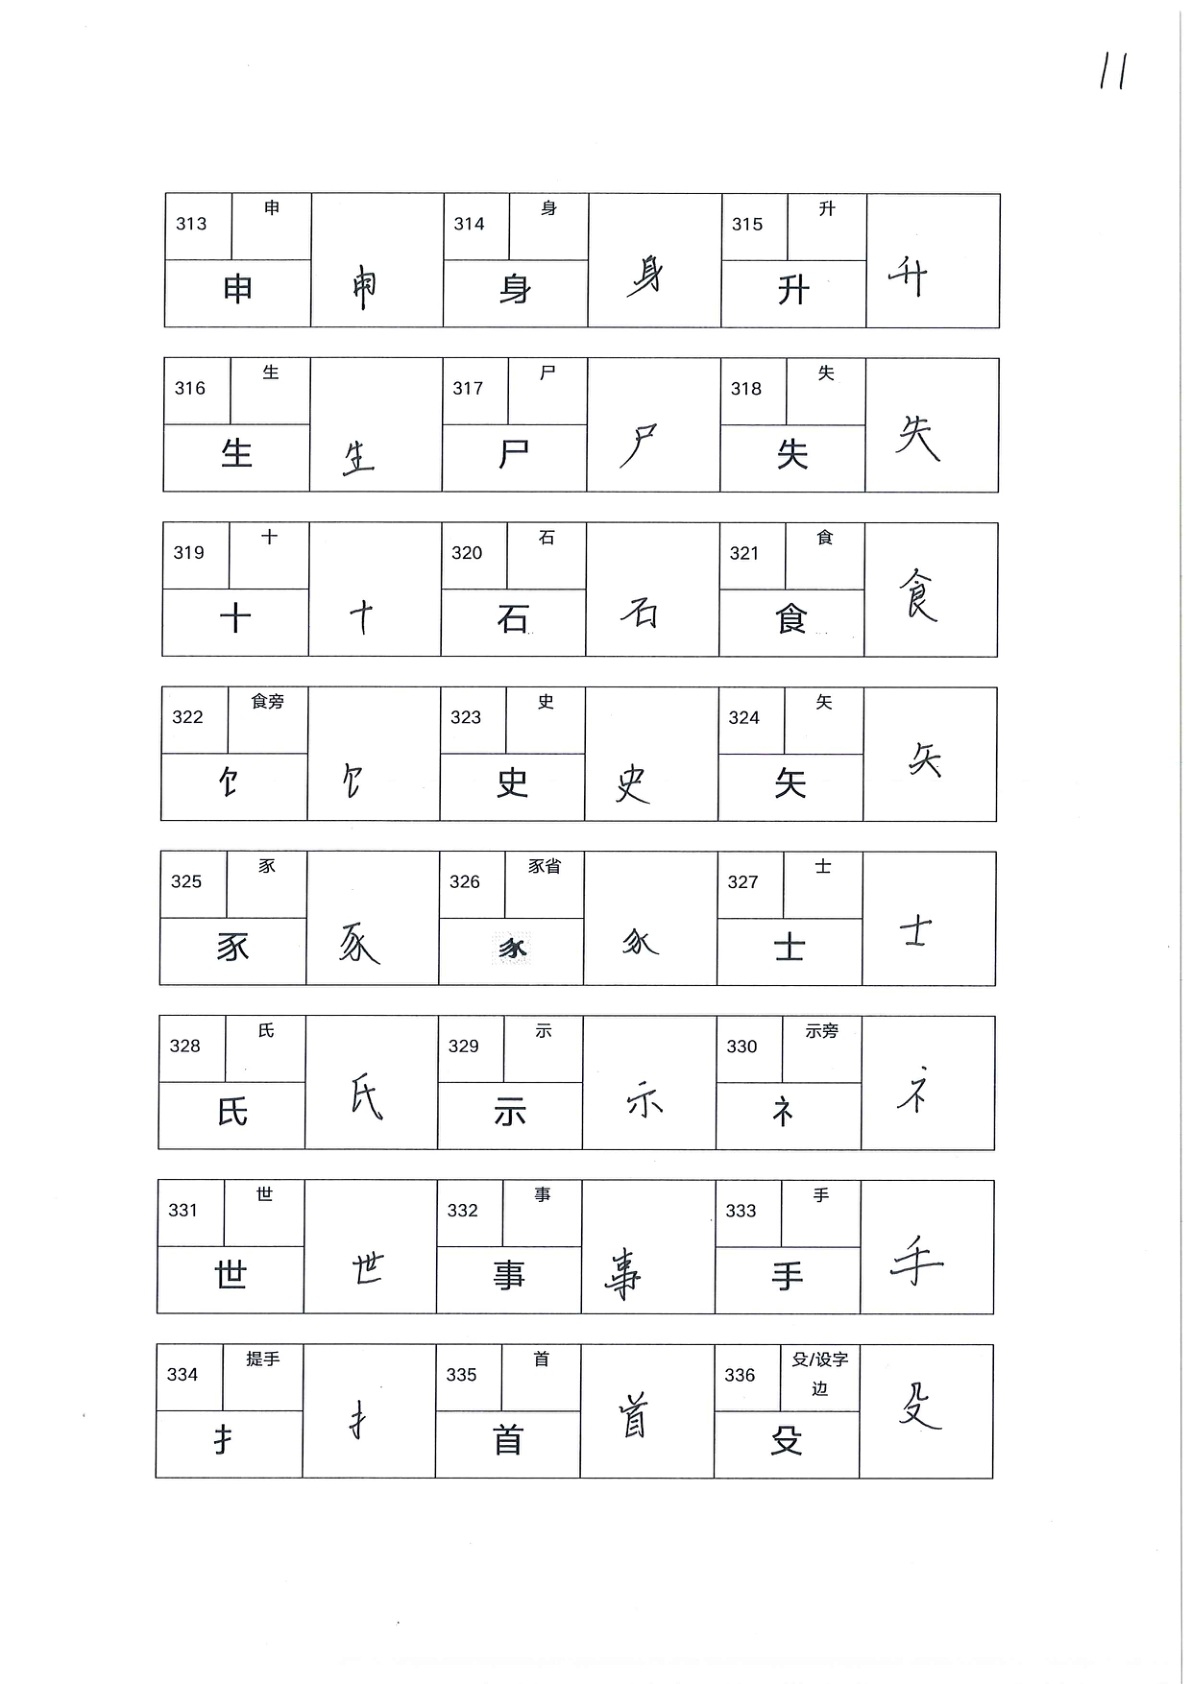 11
313 申 申 申 314 身 身 身 315 升 升 升
316 生 生 生 317 尸 尸 尸 318 失 失 失
319 十 十 十 320 石 石 石 321 食 食 食
322 食旁 饣 饣 323 史 史 史 324 矢 矢 矢
325 豕 豕 豕 326 豕省 𧰨 𧰨 327 士 士 士
328 氏 氏 氏 329 示 示 示 330 示旁 礻 礻
331 世 世 世 332 事 事 事 333 手 手 手
334 提手 扌 扌 335 首 首 首 336 殳/设字边 殳 殳